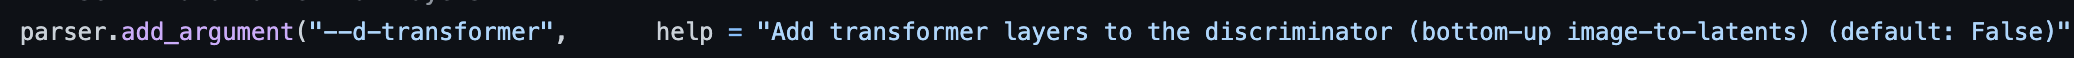 parser.add_argument("--d-transformer",      help = "Add transformer layers to the discriminator (bottom-up image-to-latents) (default: False)"